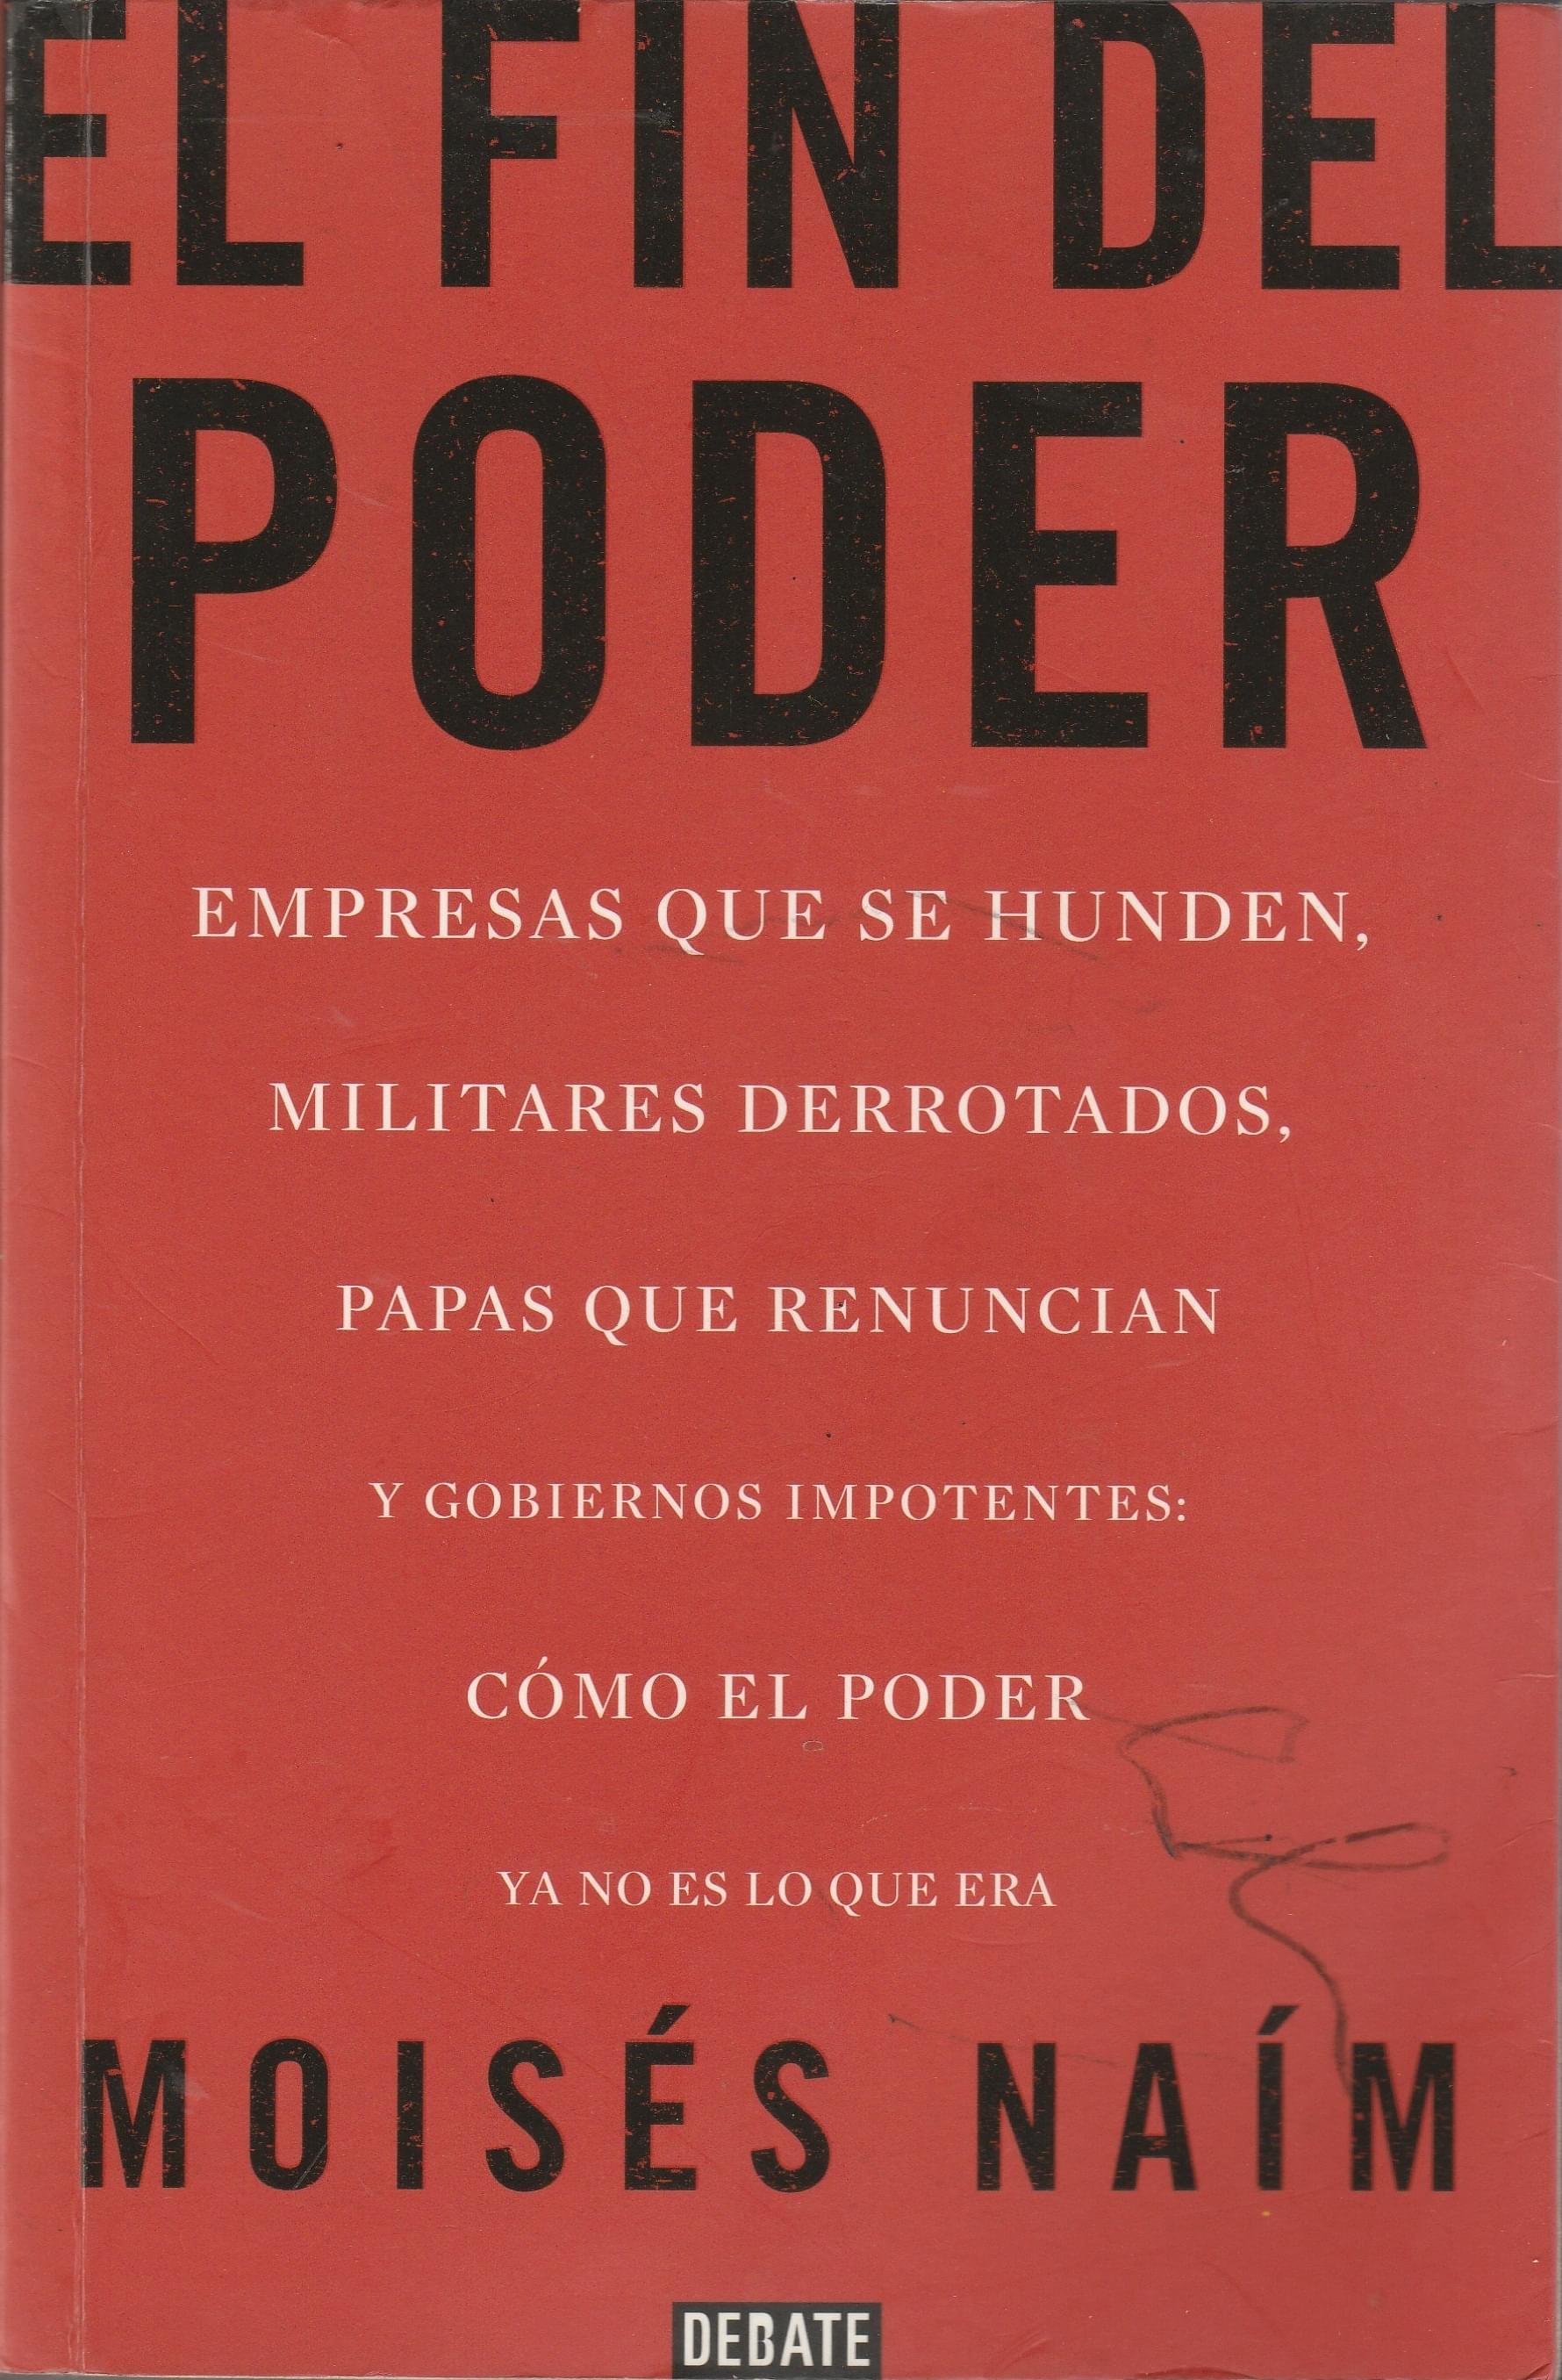 EL FIN DEL
PODER
EMPRESAS QUE SE HUNDEN,
MILITARES DERROTADOS,
PAPAS QUE RENUNCIAN
Y GOBIERNOS IMPOTENTES:
CÓMO EL PODER
YA NO ES LO QUE ERA
MOISÉS NAÍM
DEBATE